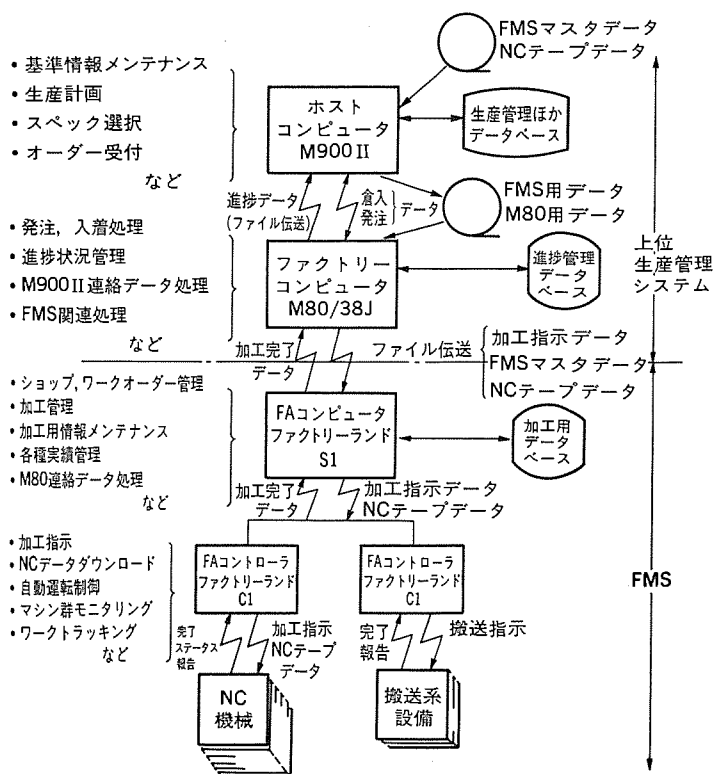 FMSマスタデータ
NCテープデータ
・基準情報メンテナンス
・生産計画
・スペック選択
・オーダー受付
など
ホスト
コンピュータ
M900Ⅱ
生産管理ほか
データベース
進捗データ
(ファイル伝送)
倉入
発注
データ
FMS用データ
M80用データ
・発注，入着処理
・進捗状況管理
・M900Ⅱ連絡データ処理
・FMS関連処理
など
ファクトリー
コンピュータ
M80/38J
進捗管理
データ
ベース
上位
生産管理
システム
加工完了
データ
ファイル伝送
加工指示データ
FMSマスタデータ
NCテープデータ
・ショップ,ワークオーダー管理
・加工管理
・加工用情報メンテナンス
・各種実績管理
・M80連絡データ処理
など
FAコンピュータ
ファクトリーランド
S1
加工用
データ
ベース
加工完了
データ
加工指示データ
NCテープデータ
・加工指示
・NCデータダウンロード
・自動運転制御
・マシン群モニタリング
・ワークトラッキング
など
FAコントローラ
ファクトリーランド
C1
FAコントローラ
ファクトリーランド
C1
FMS
完了
ステータス
報告
加工指示
NCテープ
データ
完了
報告
搬送指示
NC
機械
搬送系
設備